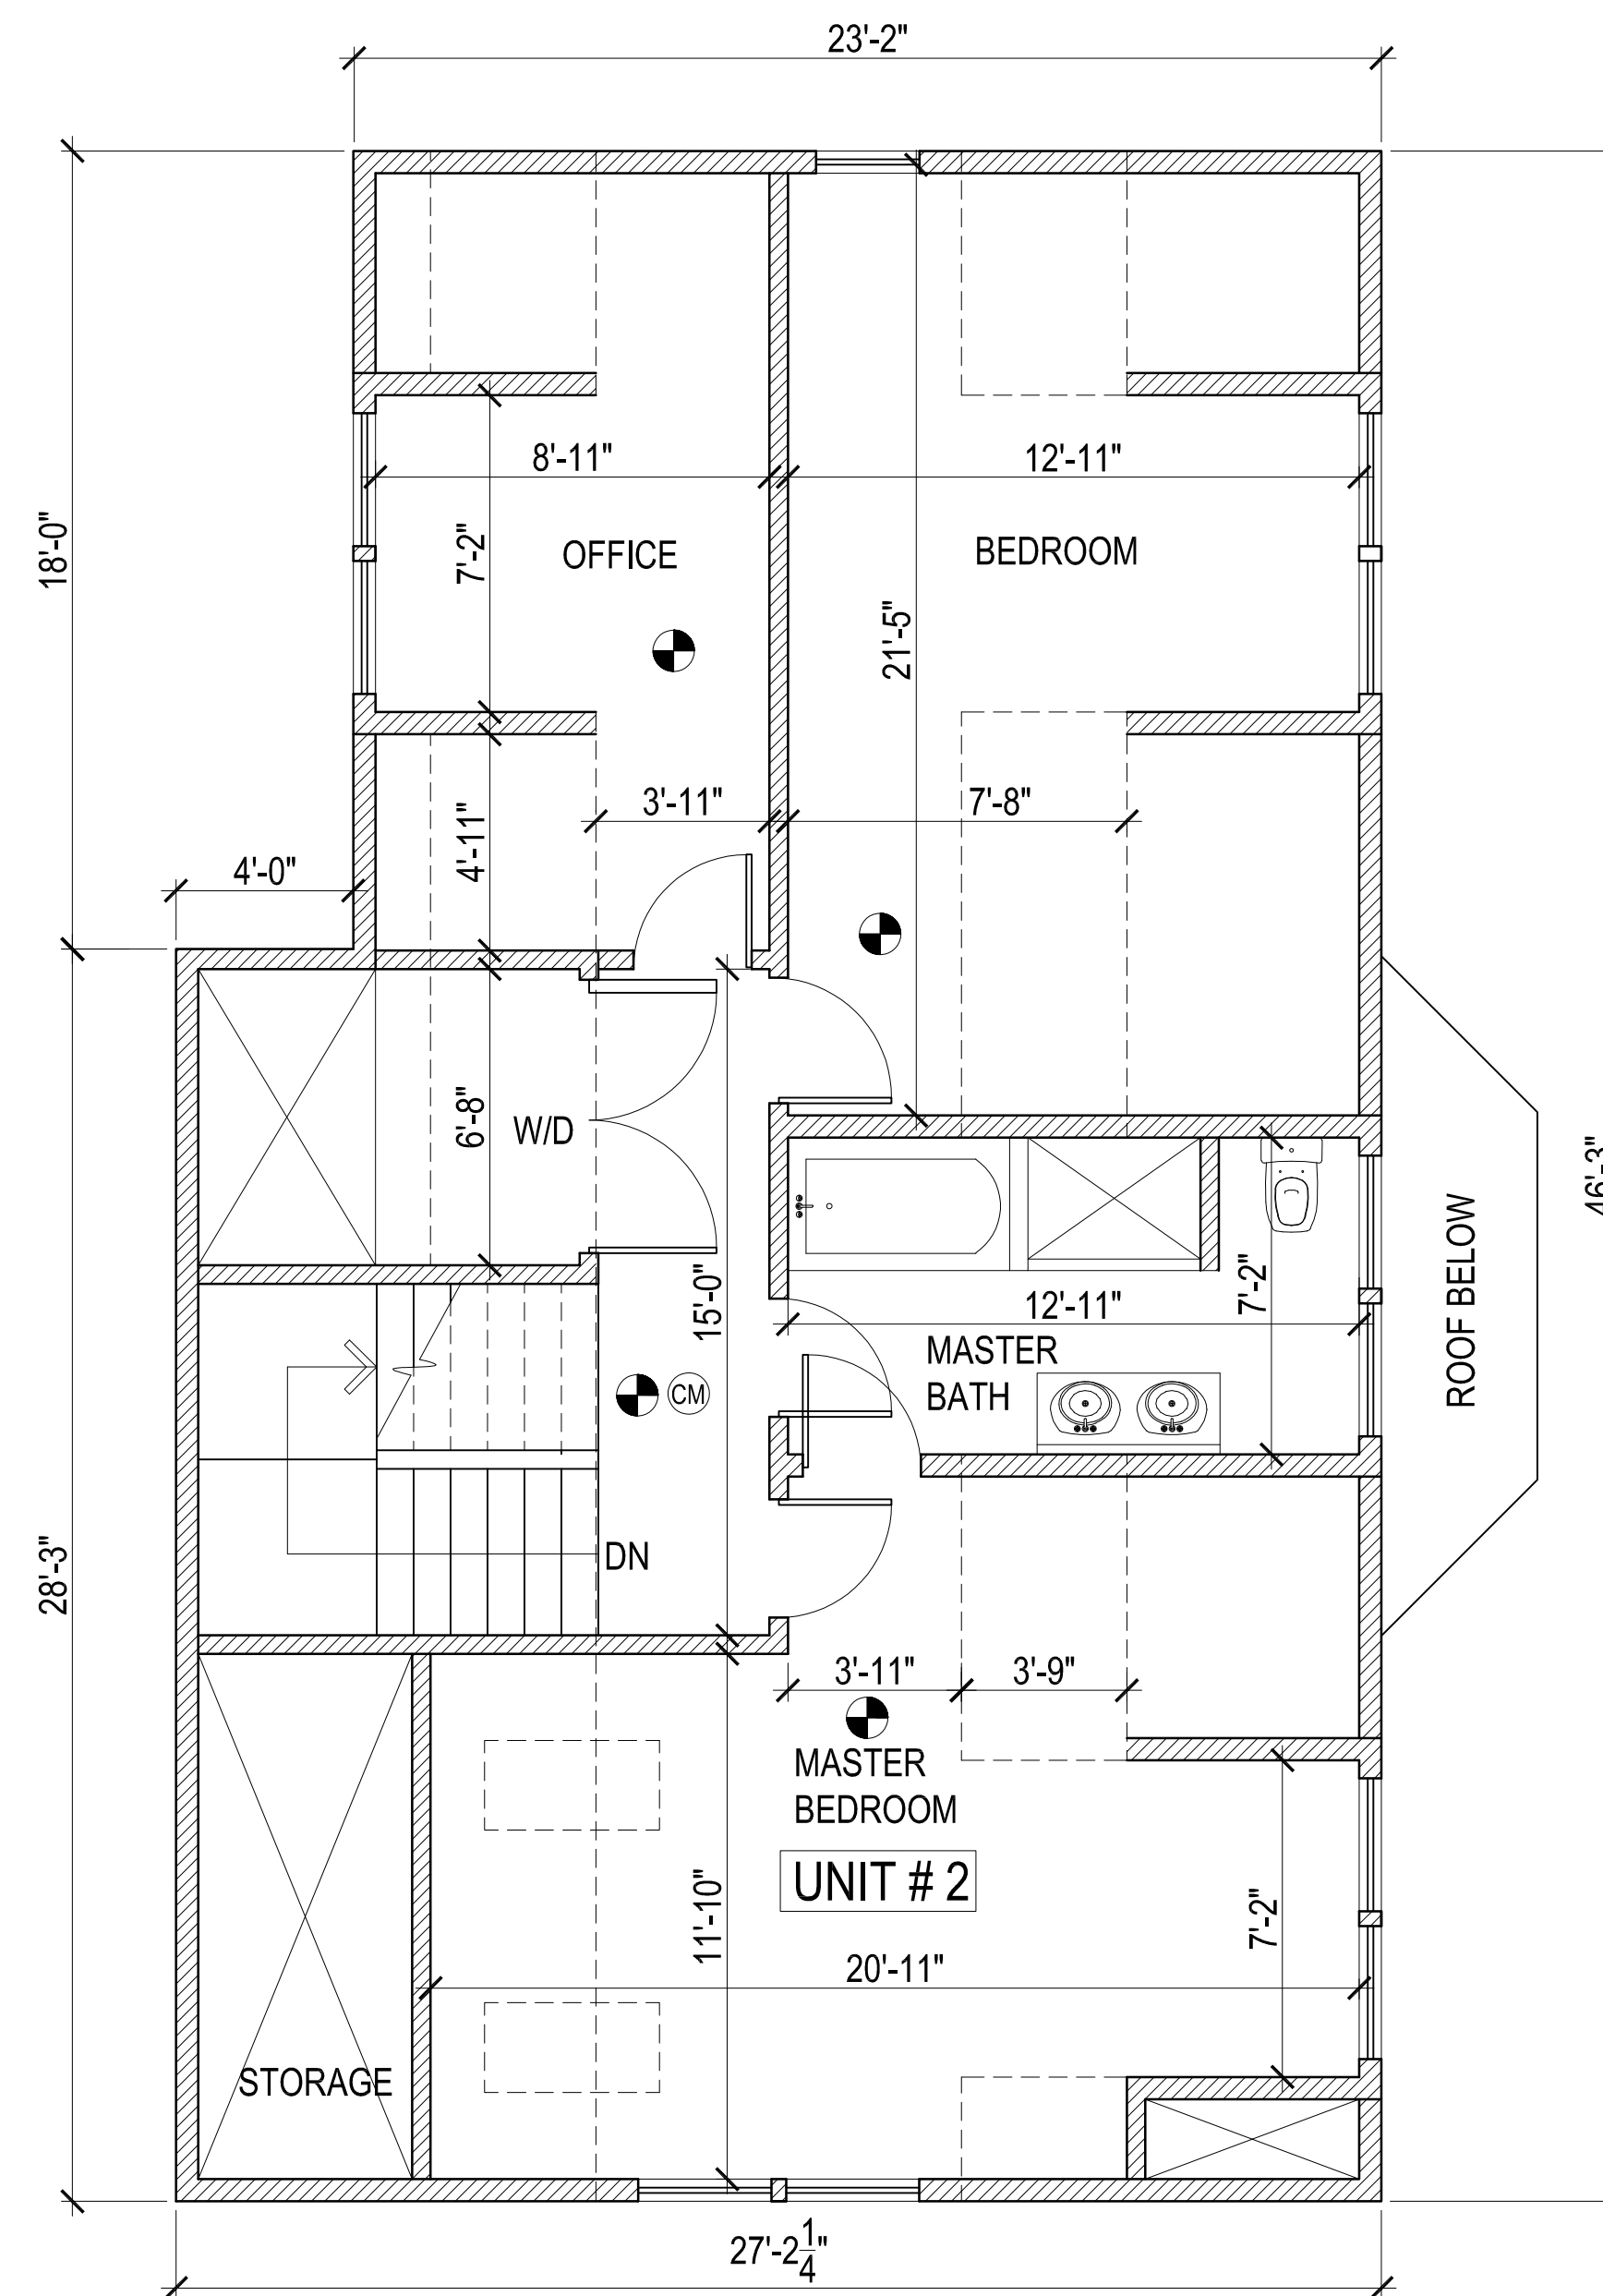 23'-2"
8'-11"
12'-11"
18'-0"
7'-2"
OFFICE
BEDROOM
21'-5"
3'-11"
7'-8"
4'-11"
4'-0"
6'-8"
W/D
46'-3"
ROOF BELOW
7'-2"
15'-0"
12'-11"
MASTER
BATH
CM
28'-3"
DN
3'-11"
3'-9"
MASTER
BEDROOM
UNIT # 2
11'-10"
7'-2"
20'-11"
STORAGE
27'-2 1/4"